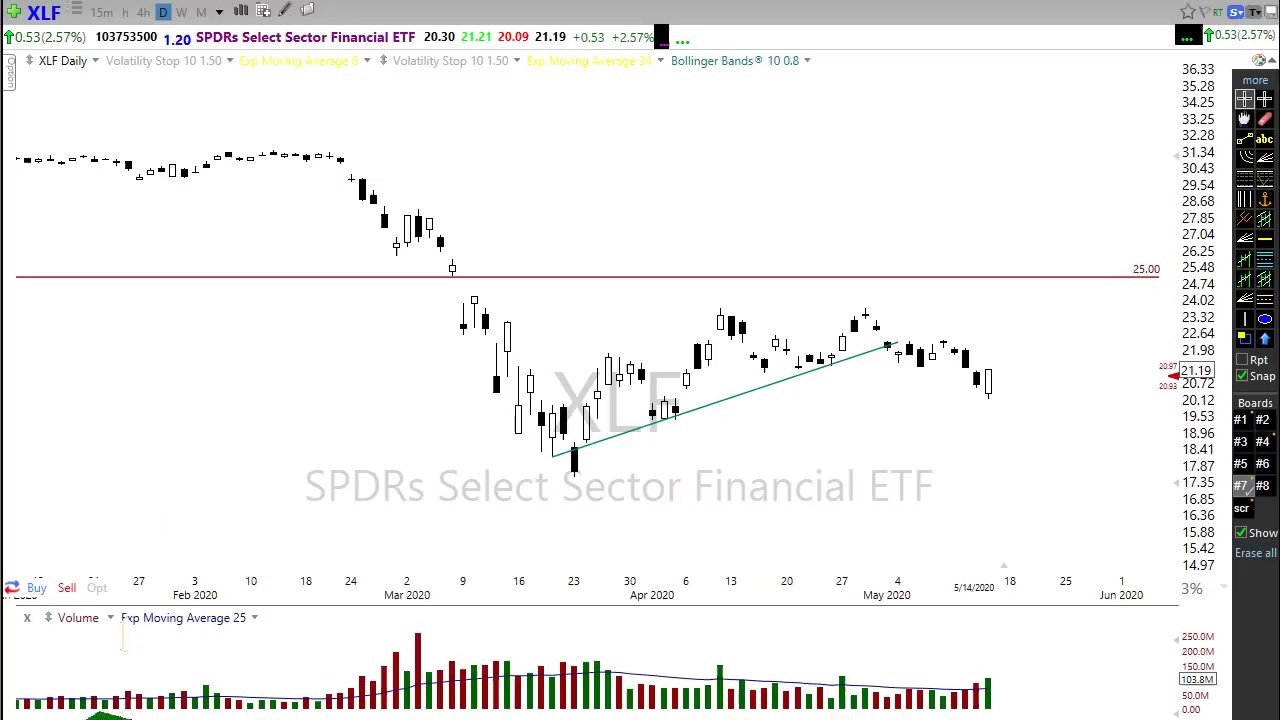 XLF 15m h 4h D W M RT S T
0.53(2.57%) 103753500 1.20 SPDRs Select Sector Financial ETF 20.30 21.21 20.09 21.19 +0.53 +2.57% ... ... 0.53(2.57%)
Option
XLF Daily Volatility Stop 10 1.50 Exp Moving Average 8 Volatility Stop 10 1.50 Exp Moving Average 34 Bollinger Bands® 10 0.8
36.33
35.28
34.25
33.25
32.28
31.34
30.43
29.54
28.68
27.85
27.04
26.25
25.48
25.00
24.74
24.02
23.32
22.64
21.98
20.97
21.19
20.93
20.72
20.12
19.53
18.96
18.41
17.87
17.35
16.85
16.36
15.88
15.42
14.97
XLF
SPDRs Select Sector Financial ETF
more
abc
Rpt
Snap
Boards
#1 #2
#3 #4
#5 #6
#7 #8
scr
Show
Erase all
27 3 10 18 24 2 9 16 23 30 6 13 20 27 4 5/14/2020 18 25 1
Buy Sell Opt 3%
Feb 2020 Mar 2020 Apr 2020 May 2020 Jun 2020
X Volume Exp Moving Average 25
250.0M
200.0M
150.0M
103.8M
50.0M
0.00